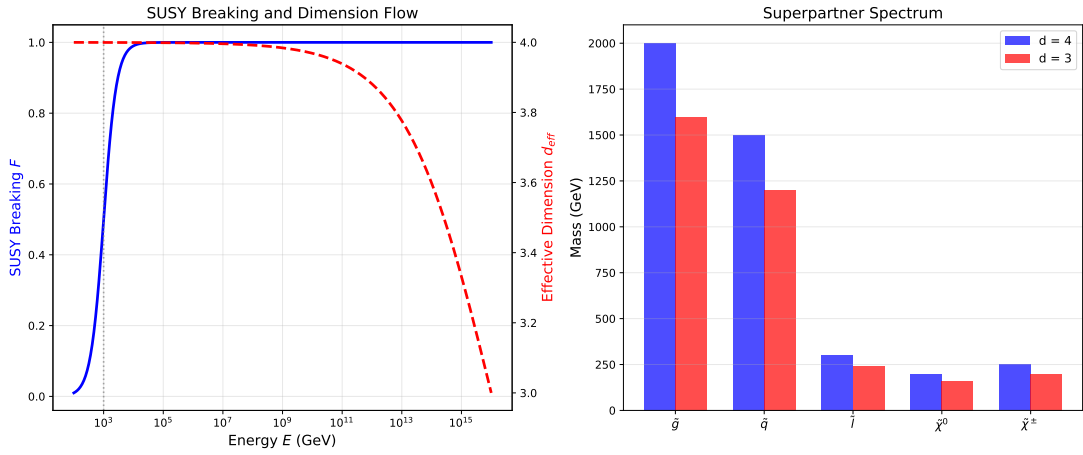 SUSY Breaking and Dimension Flow
SUSY Breaking F
1.0
0.8
0.6
0.4
0.2
0.0
10^3
10^5
10^7
10^9
10^11
10^13
10^15
Energy E (GeV)
4.0
3.8
3.6
3.4
3.2
3.0
Effective Dimension d_eff
Superpartner Spectrum
Mass (GeV)
2000
1750
1500
1250
1000
750
500
250
0
g̃
q̃
l̃
χ̃⁰
χ̃±
d = 4
d = 3